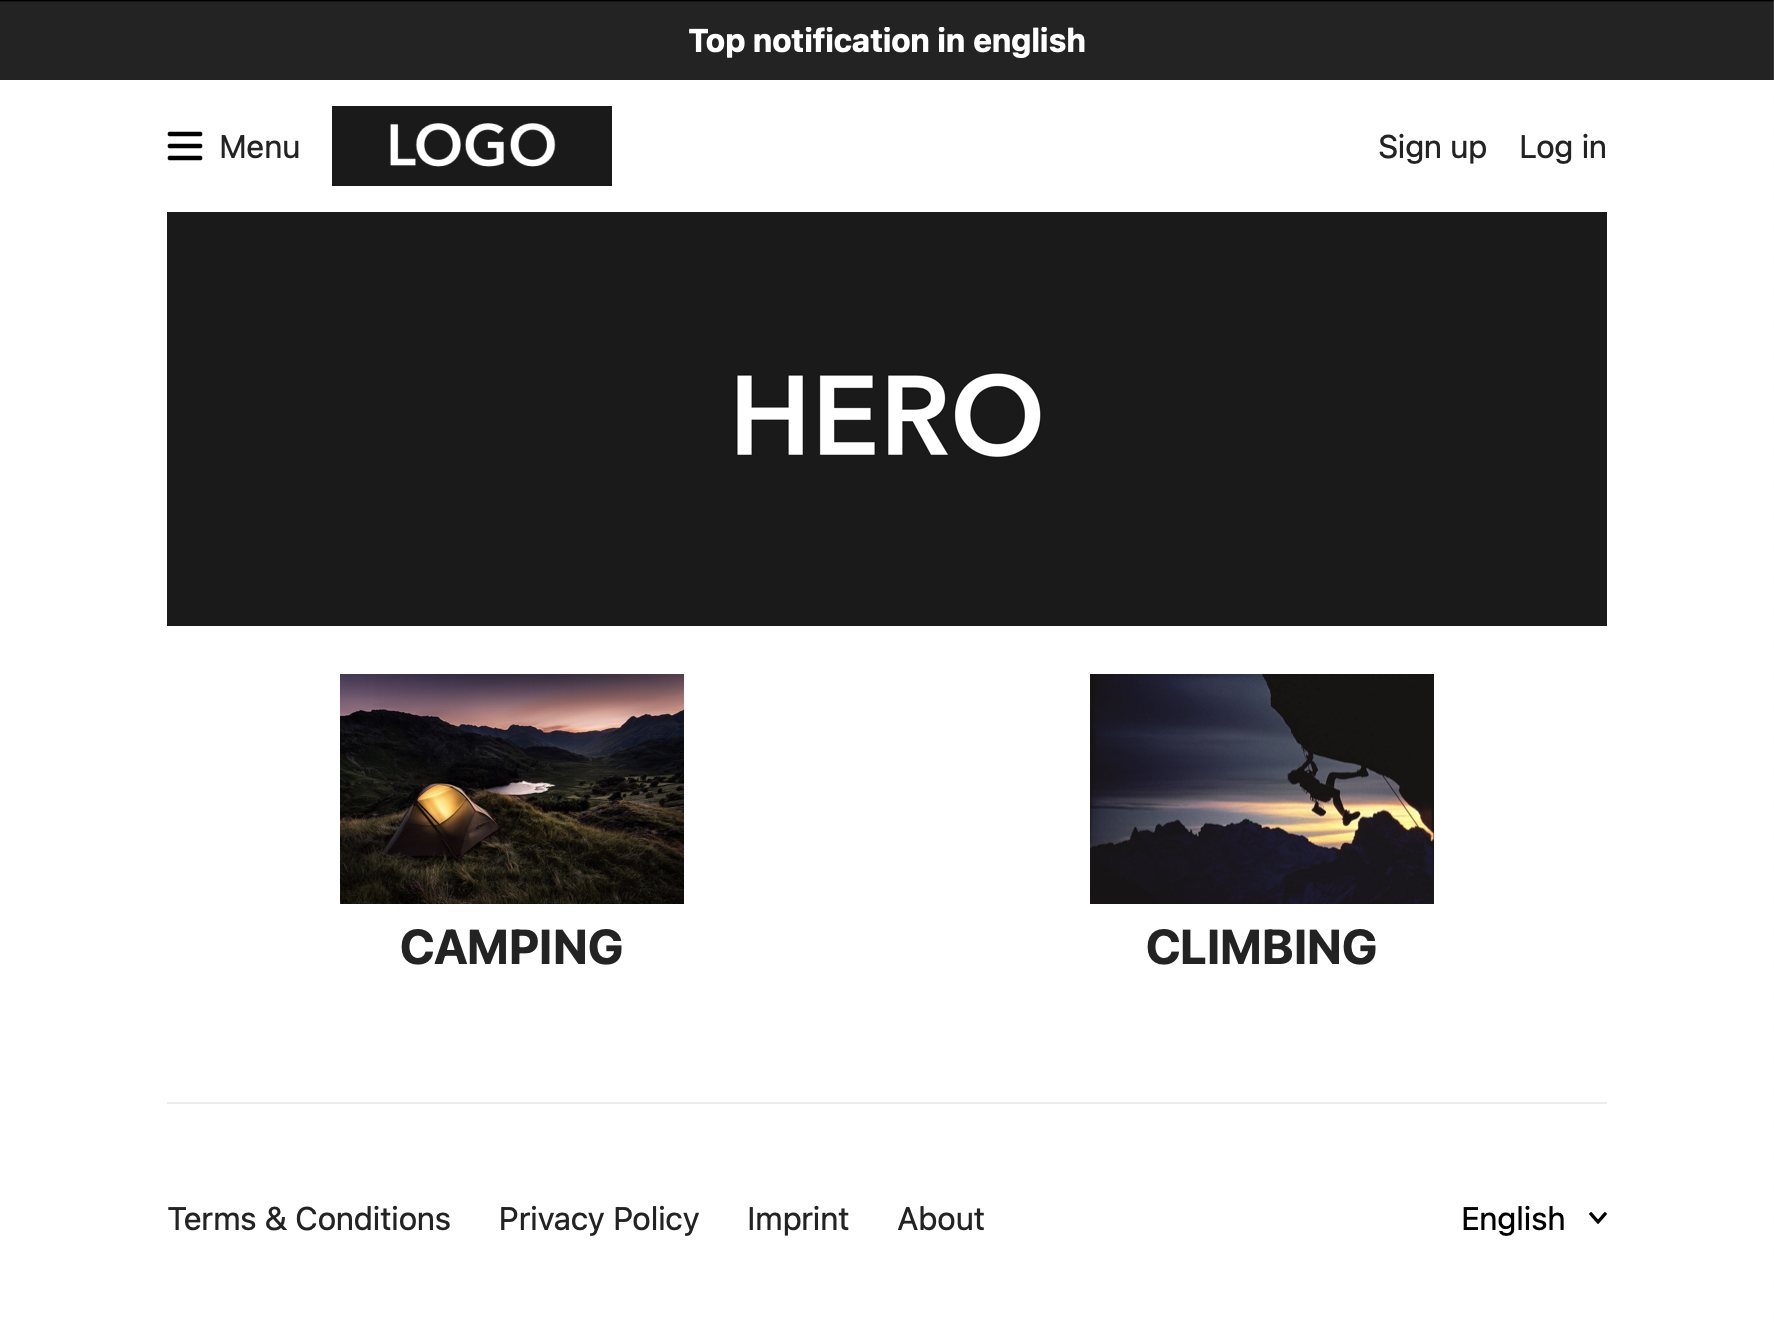 Top notification in english
Menu
LOGO
Sign up
Log in
HERO
CAMPING
CLIMBING
Terms & Conditions
Privacy Policy
Imprint
About
English